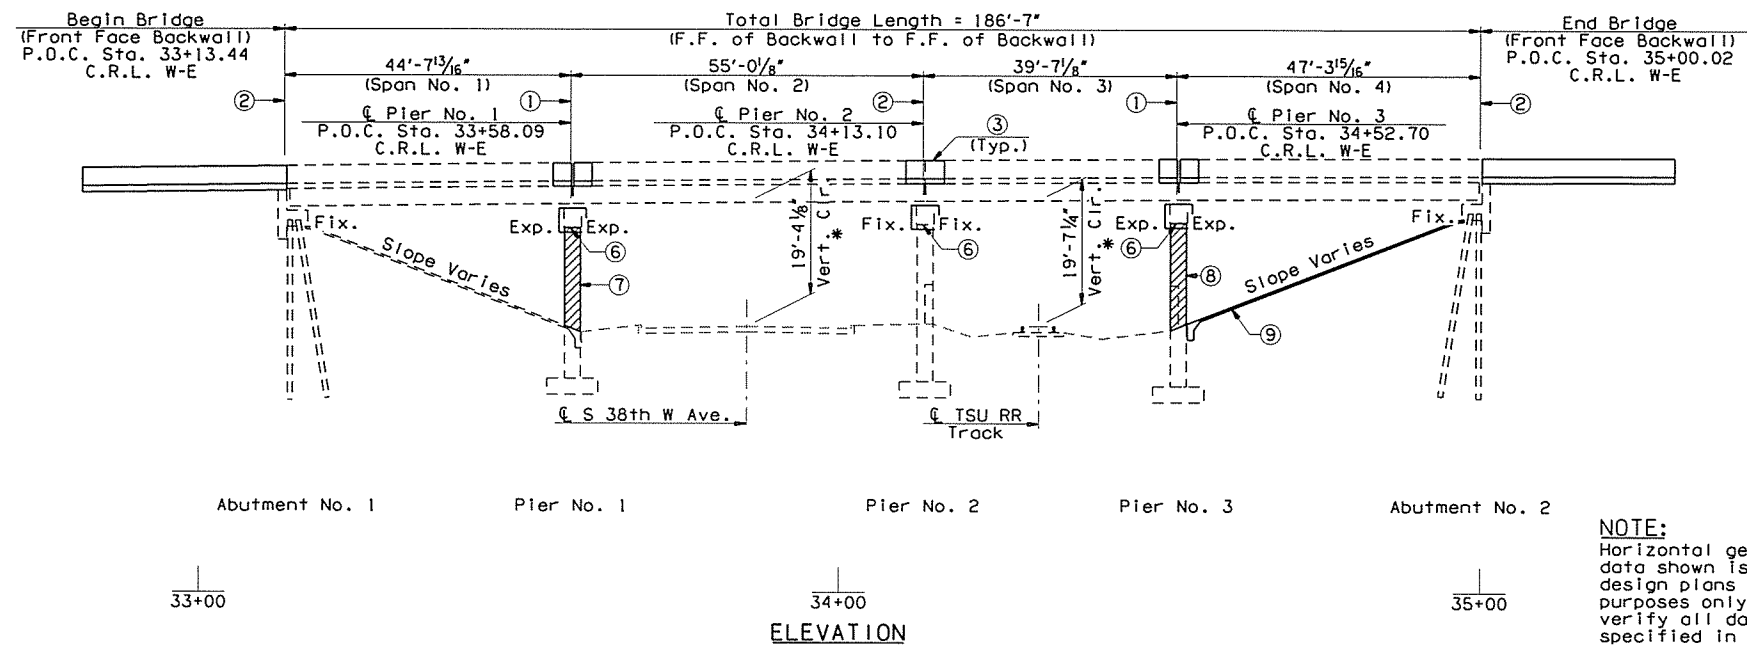 Begin Bridge
(Front Face Backwall)
P.O.C. Sta. 33+13.44
C.R.L. W-E
Total Bridge Length = 186'-7"
(F.F. of Backwall to F.F. of Backwall)
End Bridge
(Front Face Backwall)
P.O.C. Sta. 35+00.02
C.R.L. W-E
44'-7 13/16"
(Span No. 1)
55'-0 1/8"
(Span No. 2)
39'-7 1/8"
(Span No. 3)
47'-3 15/16"
(Span No. 4)
②
①
②
①
②
℄ Pier No. 1
P.O.C. Sta. 33+58.09
C.R.L. W-E
℄ Pier No. 2
P.O.C. Sta. 34+13.10
C.R.L. W-E
③
(Typ.)
℄ Pier No. 3
P.O.C. Sta. 34+52.70
C.R.L. W-E
Fix.
Exp.
Exp.
Fix.
Fix.
Exp.
Exp.
Fix.
⑥
⑥
⑥
Slope Varies
⑦
19'-4 1/8"
Vert. Clr.
*
19'-7 1/4"
Vert. Clr.
*
⑧
Slope Varies
⑨
℄ S 38th W Ave.
℄ TSU RR
Track
Abutment No. 1
Pier No. 1
Pier No. 2
Pier No. 3
Abutment No. 2
33+00
34+00
35+00
ELEVATION
NOTE:
Horizontal ge
data shown is
design plans
purposes only
verify all da
specified in